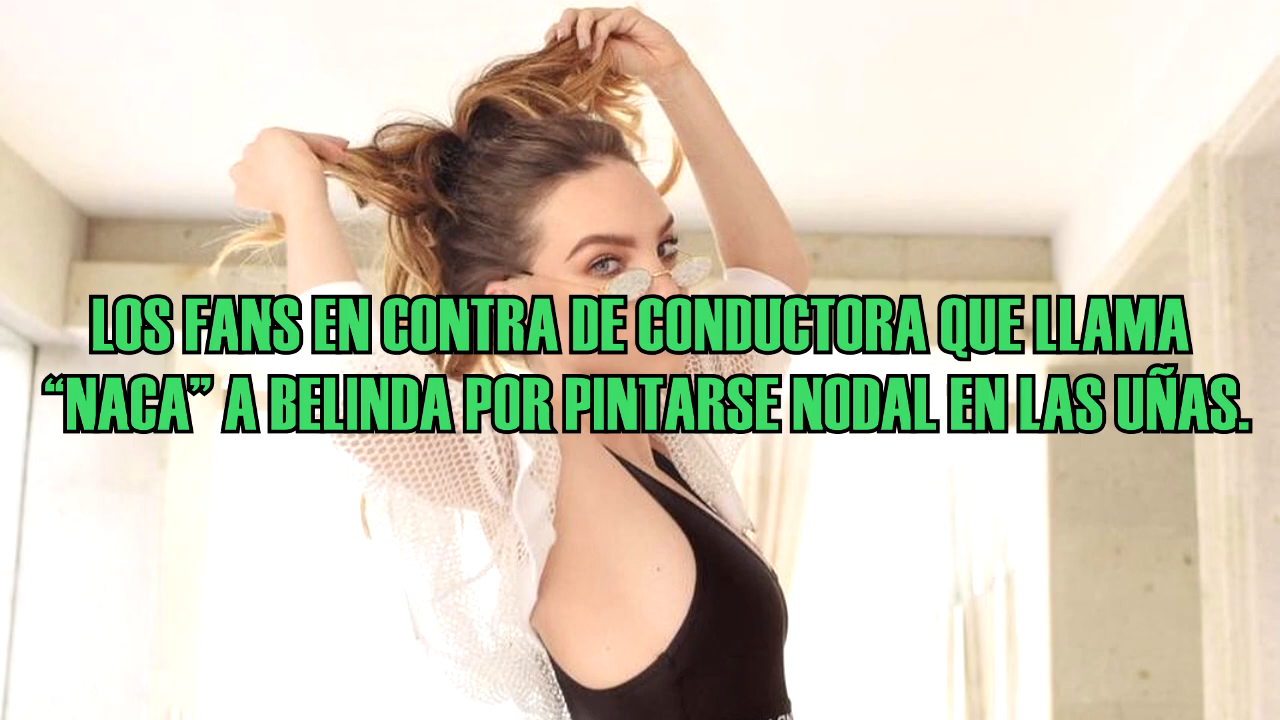 LOS FANS EN CONTRA DE CONDUCTORA QUE LLAMA
“NACA” A BELINDA POR PINTARSE NODAL EN LAS UÑAS.